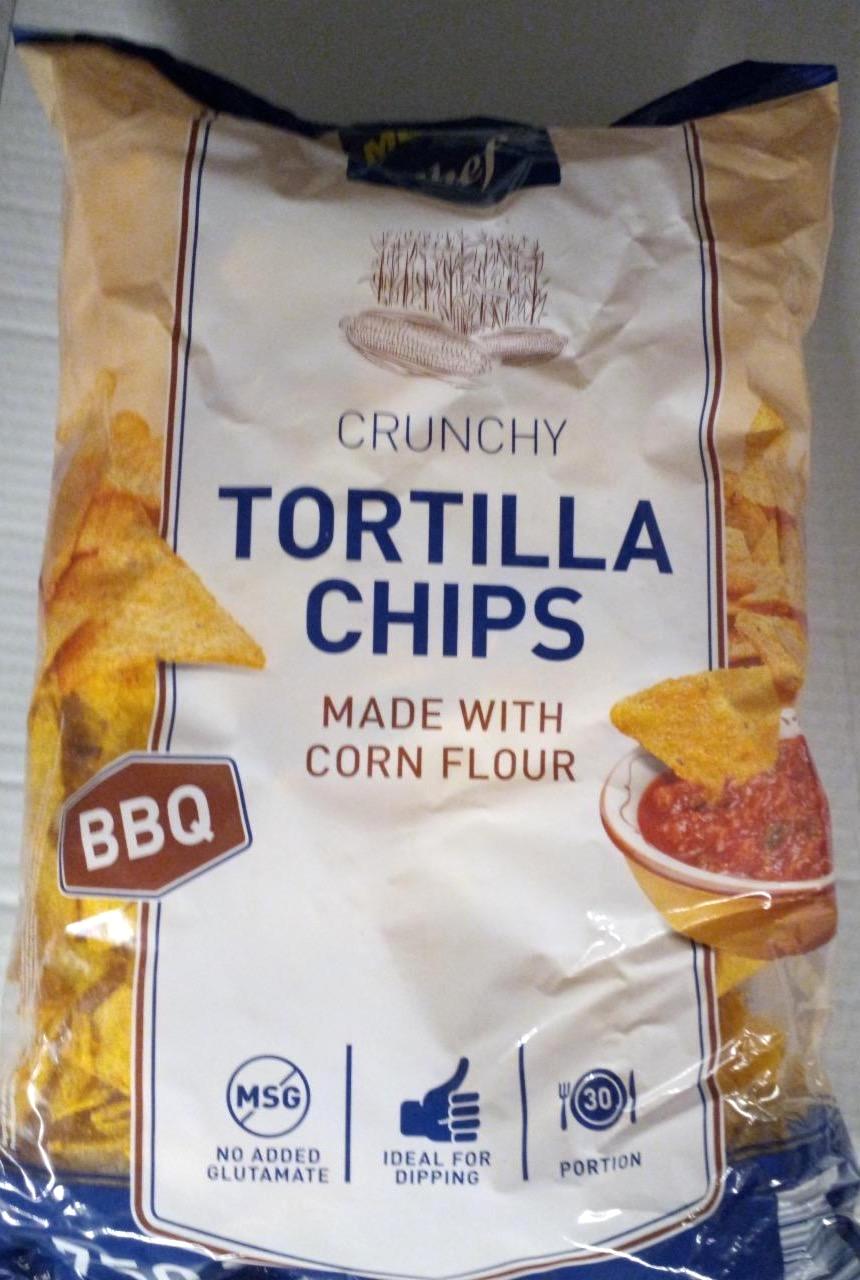 CRUNCHY
TORTILLA
CHIPS
MADE WITH
CORN FLOUR
BBQ
MSG
NO ADDED
GLUTAMATE
IDEAL FOR
DIPPING
30
PORTION